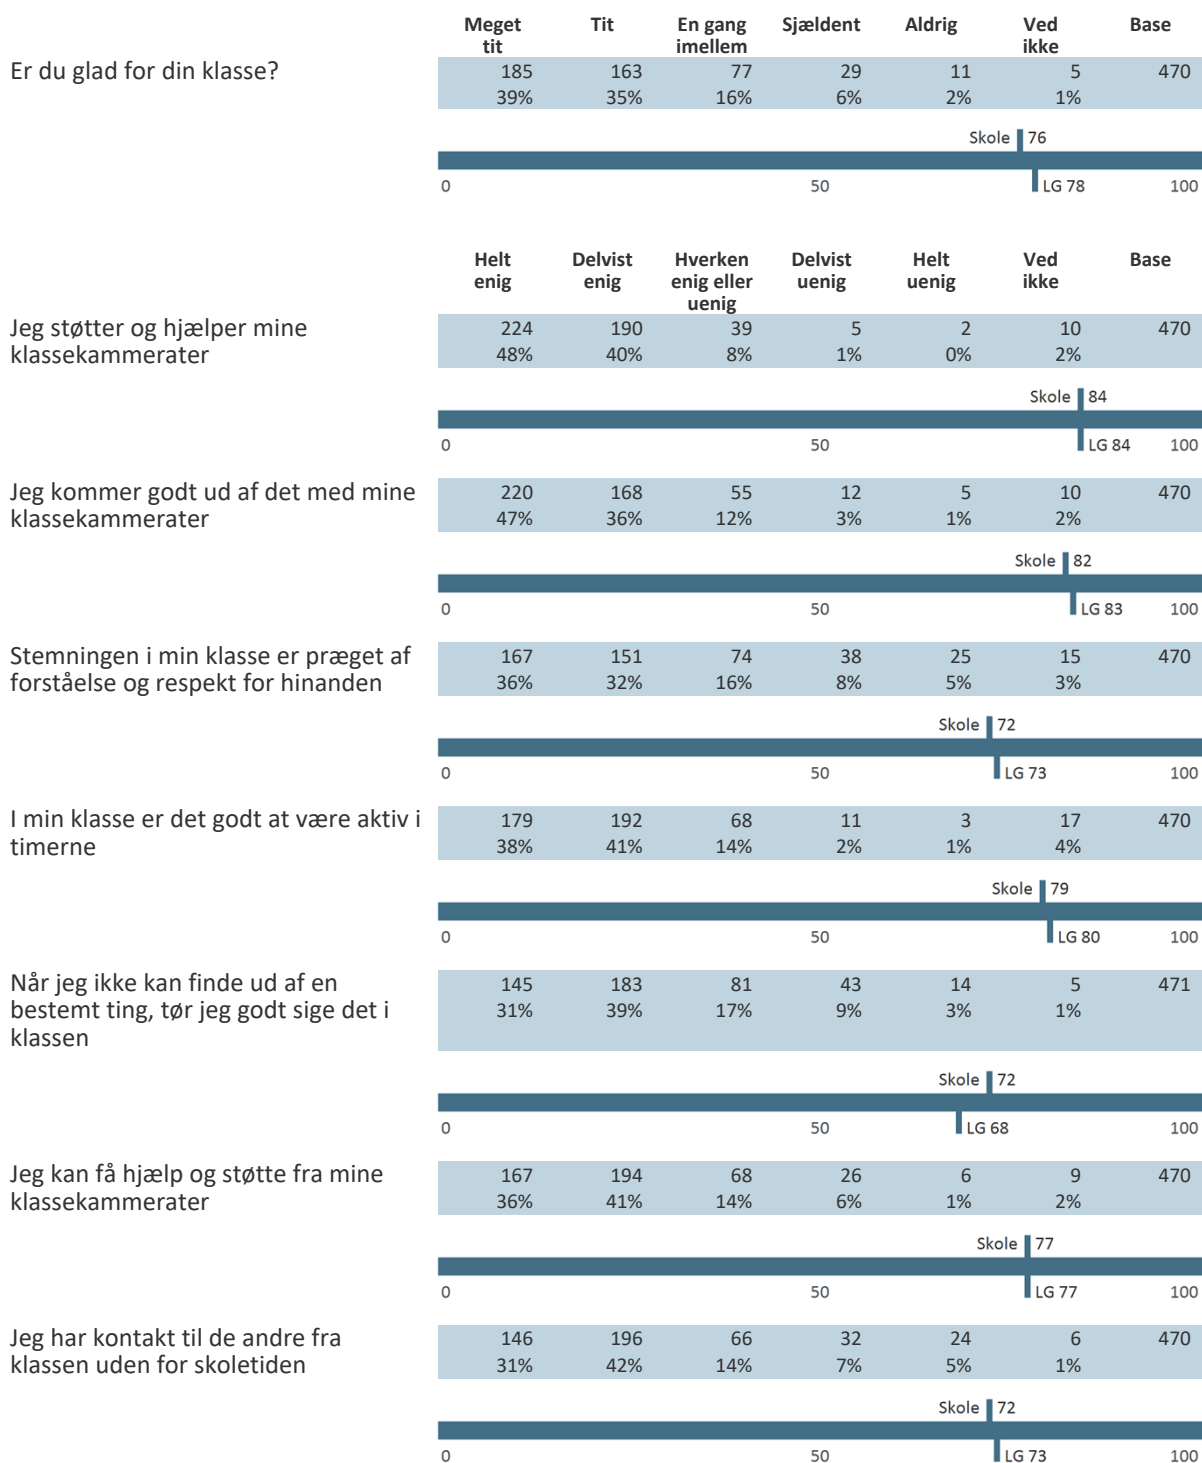 Meget tit Tit En gang imellem Sjældent Aldrig Ved ikke Base
Er du glad for din klasse? 185 163 77 29 11 5 470
39% 35% 16% 6% 2% 1%
Skole 76
0 50 LG 78 100
Helt enig Delvist enig Hverken enig eller uenig Delvist uenig Helt uenig Ved ikke Base
Jeg støtter og hjælper mine 224 190 39 5 2 10 470
klassekammerater 48% 40% 8% 1% 0% 2%
Skole 84
0 50 LG 84 100
Jeg kommer godt ud af det med mine 220 168 55 12 5 10 470
klassekammerater 47% 36% 12% 3% 1% 2%
Skole 82
0 50 LG 83 100
Stemningen i min klasse er præget af 167 151 74 38 25 15 470
forståelse og respekt for hinanden 36% 32% 16% 8% 5% 3%
Skole 72
0 50 LG 73 100
I min klasse er det godt at være aktiv i 179 192 68 11 3 17 470
timerne 38% 41% 14% 2% 1% 4%
Skole 79
0 50 LG 80 100
Når jeg ikke kan finde ud af en 145 183 81 43 14 5 471
bestemt ting, tør jeg godt sige det i 31% 39% 17% 9% 3% 1%
klassen
Skole 72
0 50 LG 68 100
Jeg kan få hjælp og støtte fra mine 167 194 68 26 6 9 470
klassekammerater 36% 41% 14% 6% 1% 2%
Skole 77
0 50 LG 77 100
Jeg har kontakt til de andre fra 146 196 66 32 24 6 470
klassen uden for skoletiden 31% 42% 14% 7% 5% 1%
Skole 72
0 50 LG 73 100